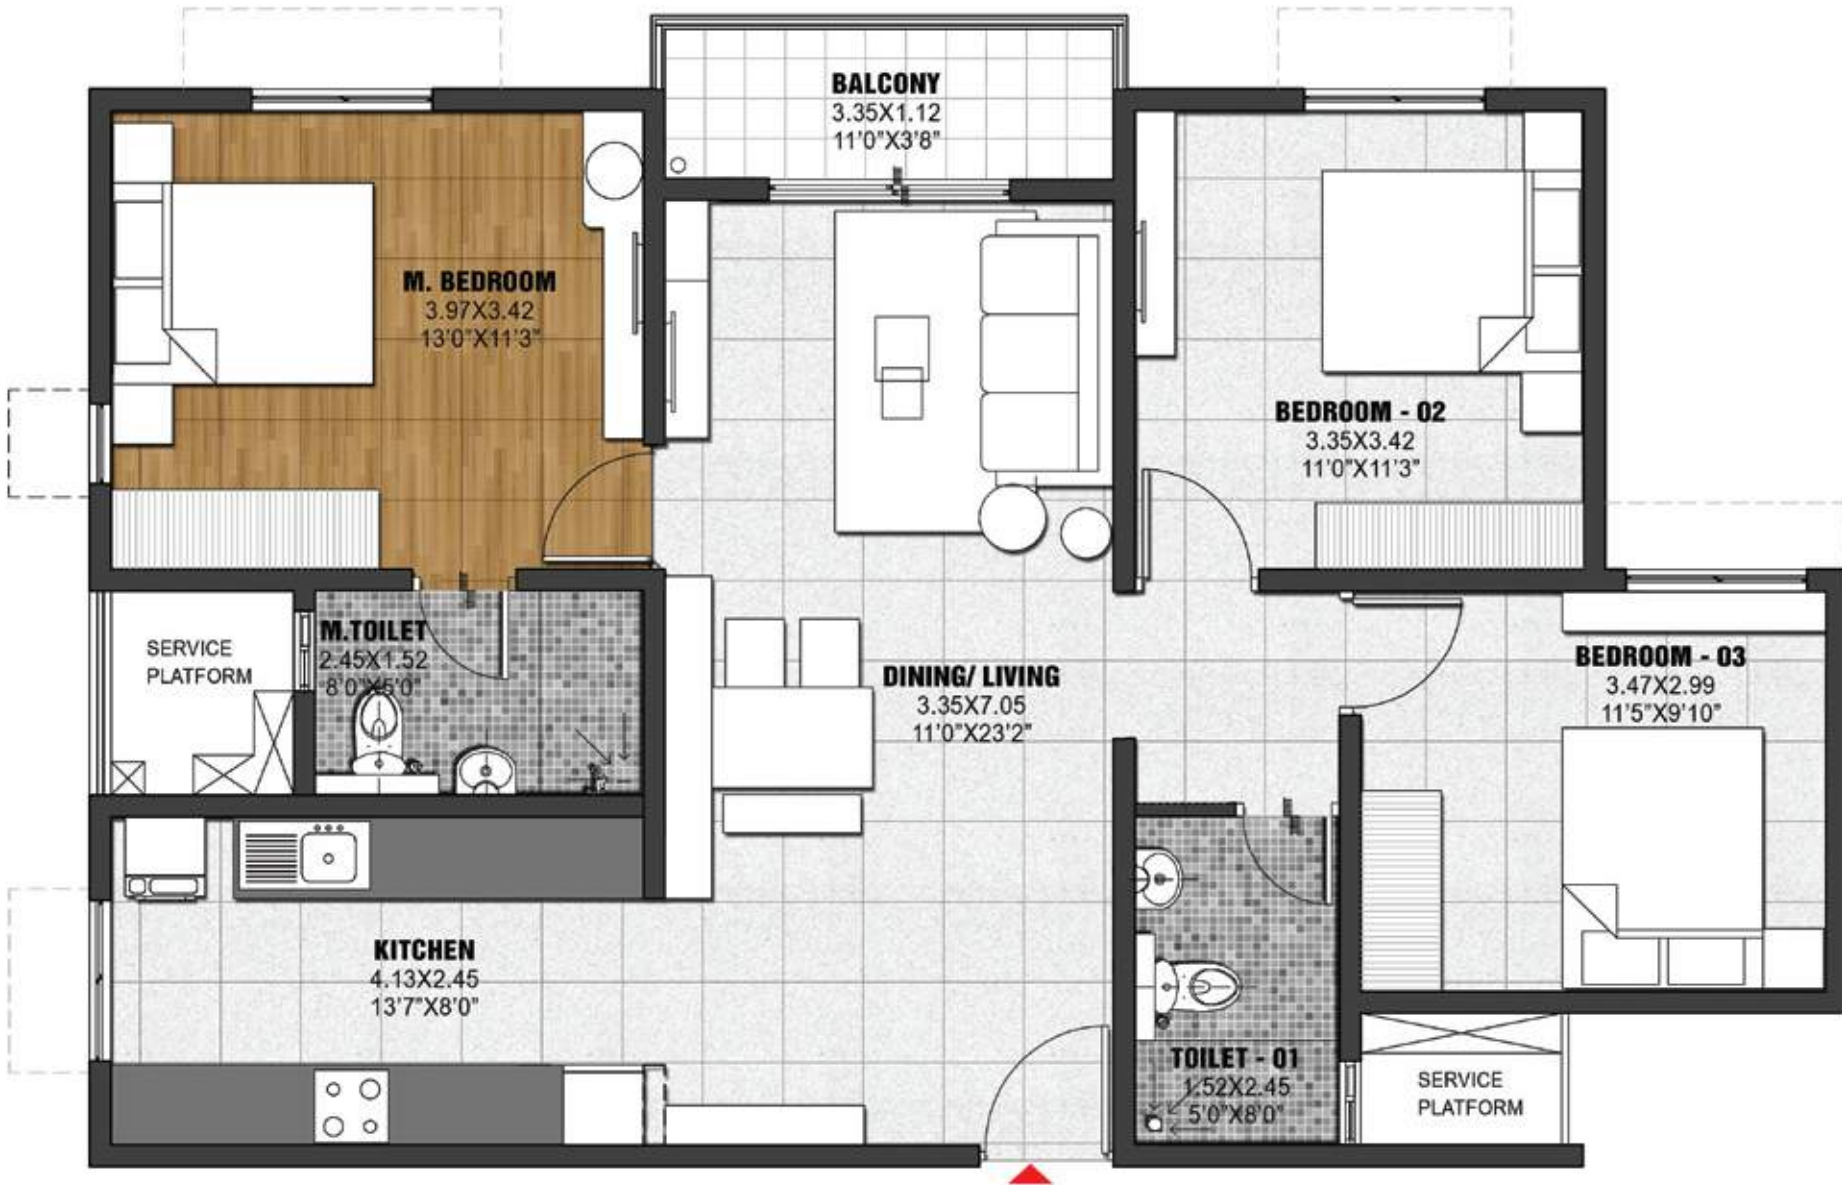 BALCONY
3.35X1.12
11'0"X3'8"
M. BEDROOM
3.97X3.42
13'0"X11'3"
BEDROOM - 02
3.35X3.42
11'0"X11'3"
SERVICE
PLATFORM
M.TOILET
2.45X1.52
8'0"X5'0"
DINING/ LIVING
3.35X7.05
11'0"X23'2"
BEDROOM - 03
3.47X2.99
11'5"X9'10"
KITCHEN
4.13X2.45
13'7"X8'0"
TOILET - 01
1.52X2.45
5'0"X8'0"
SERVICE
PLATFORM